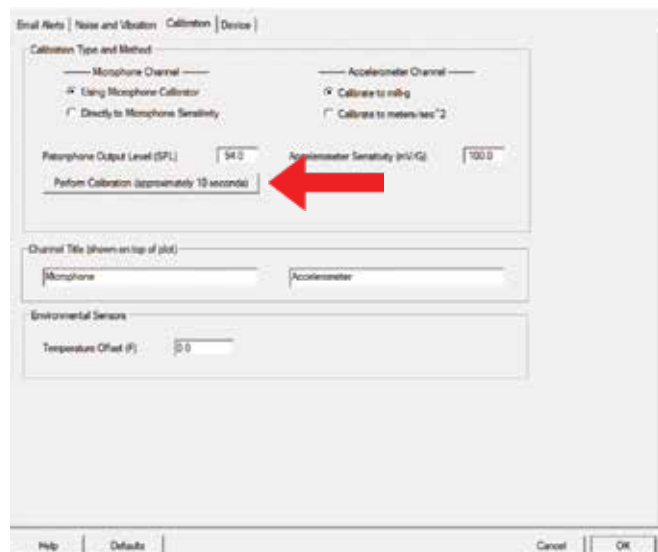 Email Alerts | Noise and Vibration Calibration | Device |
Calibration Type and Method
Microphone Channel
Using Microphone Calibrator
Directly to Microphone Sensitivity
Accelerometer Channel
Calibrate to milli-g
Calibrate to meters/sec^2
Pistonphone Output Level (SPL) 94.0
Accelerometer Sensitivity (mV/G) 100.0
Perform Calibration (approximately 10 seconds)
Channel Title (shown on top of plot)
Microphone
Accelerometer
Environmental Sensors
Temperature Offset (F) 0.0
Help Defaults Cancel OK